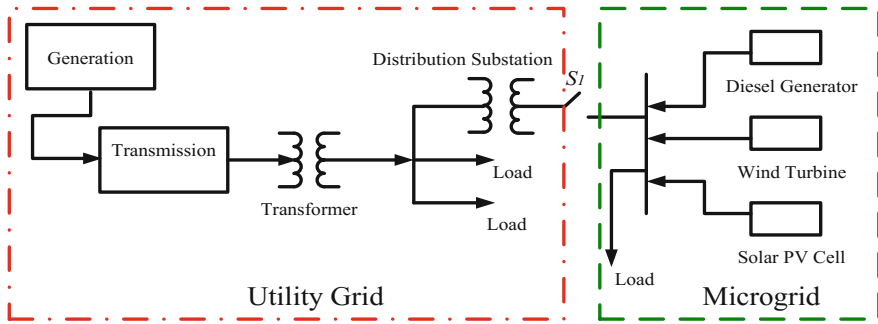 Generation
Transmission
Transformer
Distribution Substation
S1
Load
Load
Utility Grid
Diesel Generator
Wind Turbine
Solar PV Cell
Load
Microgrid